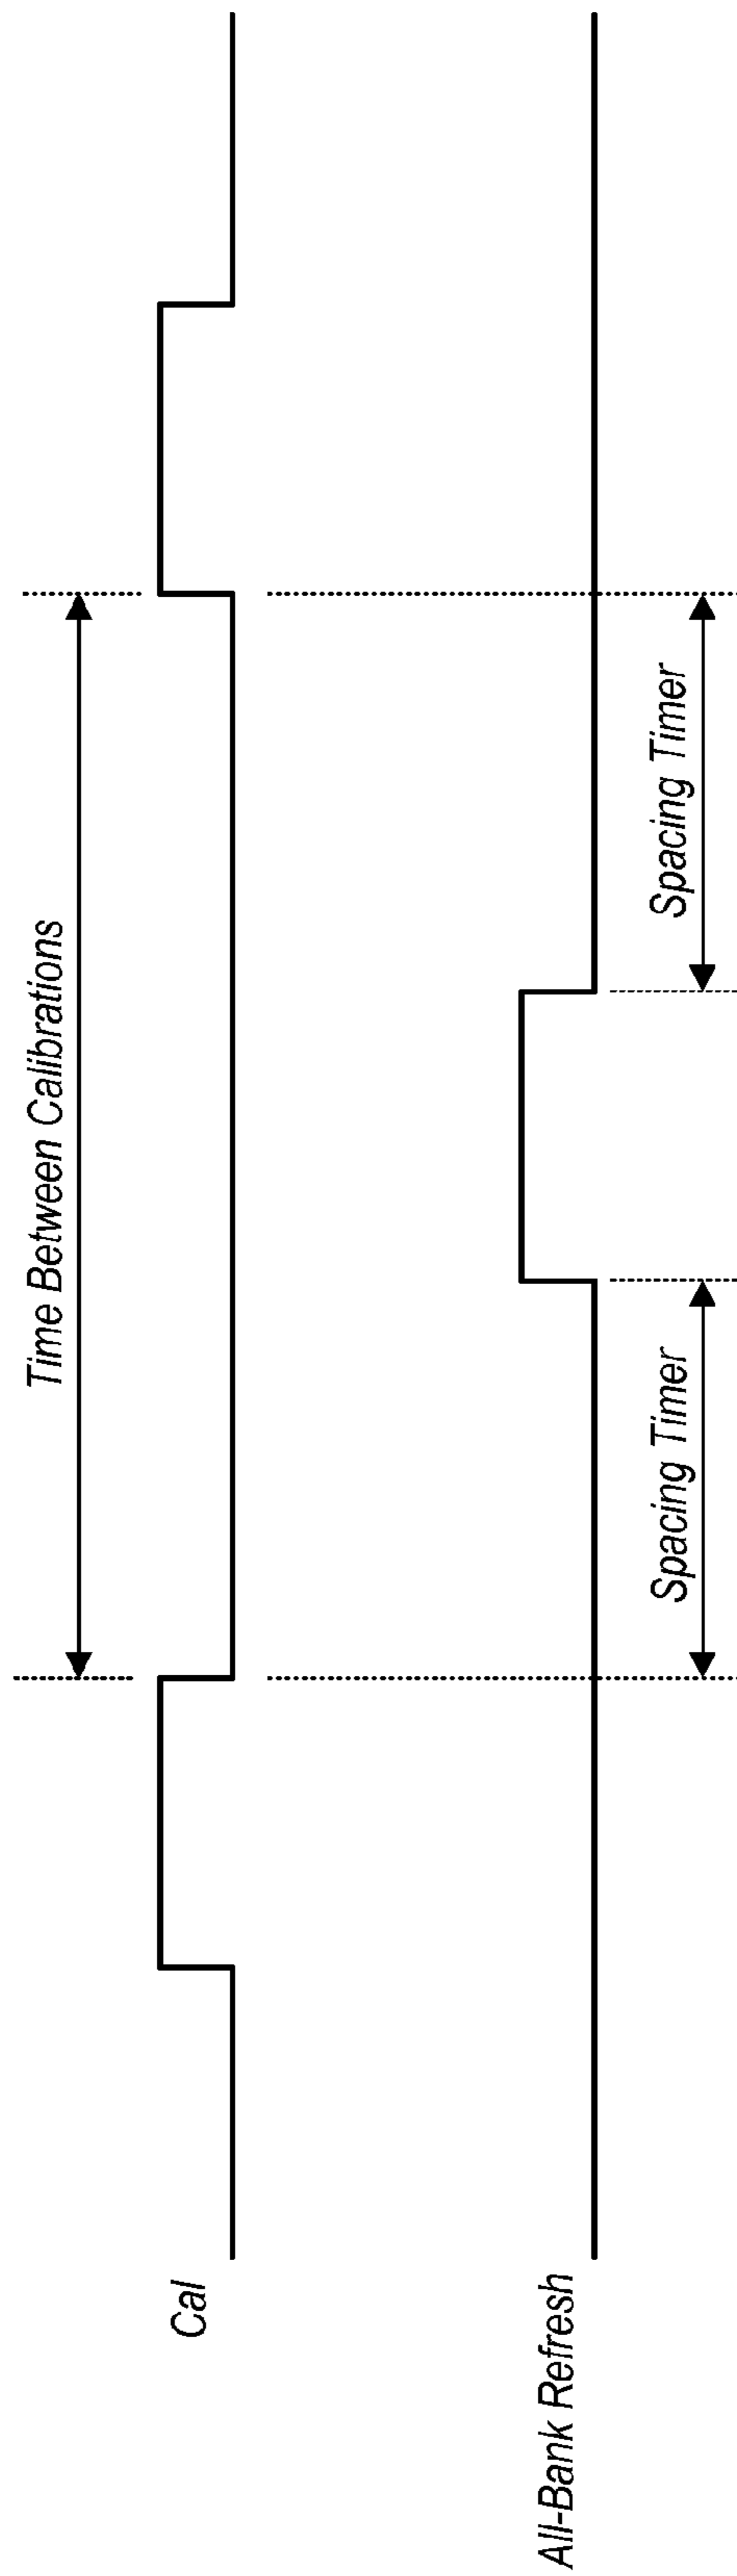 Time Between Calibrations
Cal
All-Bank Refresh
Spacing Timer
Spacing Timer